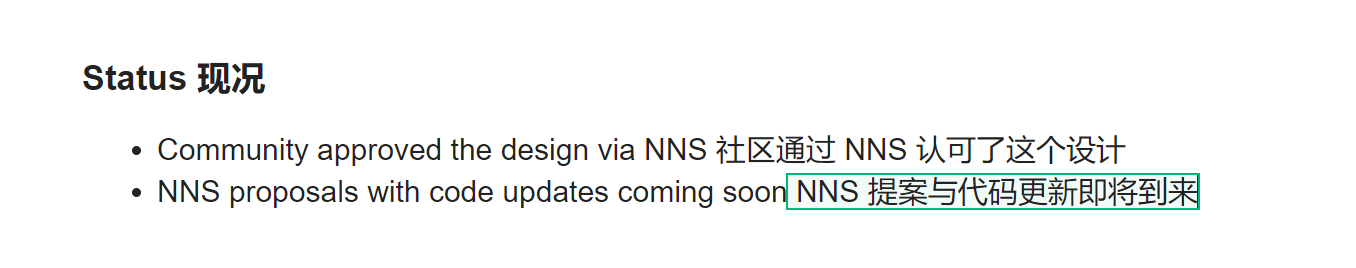 Status 现况
Community approved the design via NNS 社区通过 NNS 认可了这个设计
NNS proposals with code updates coming soon NNS 提案与代码更新即将到来